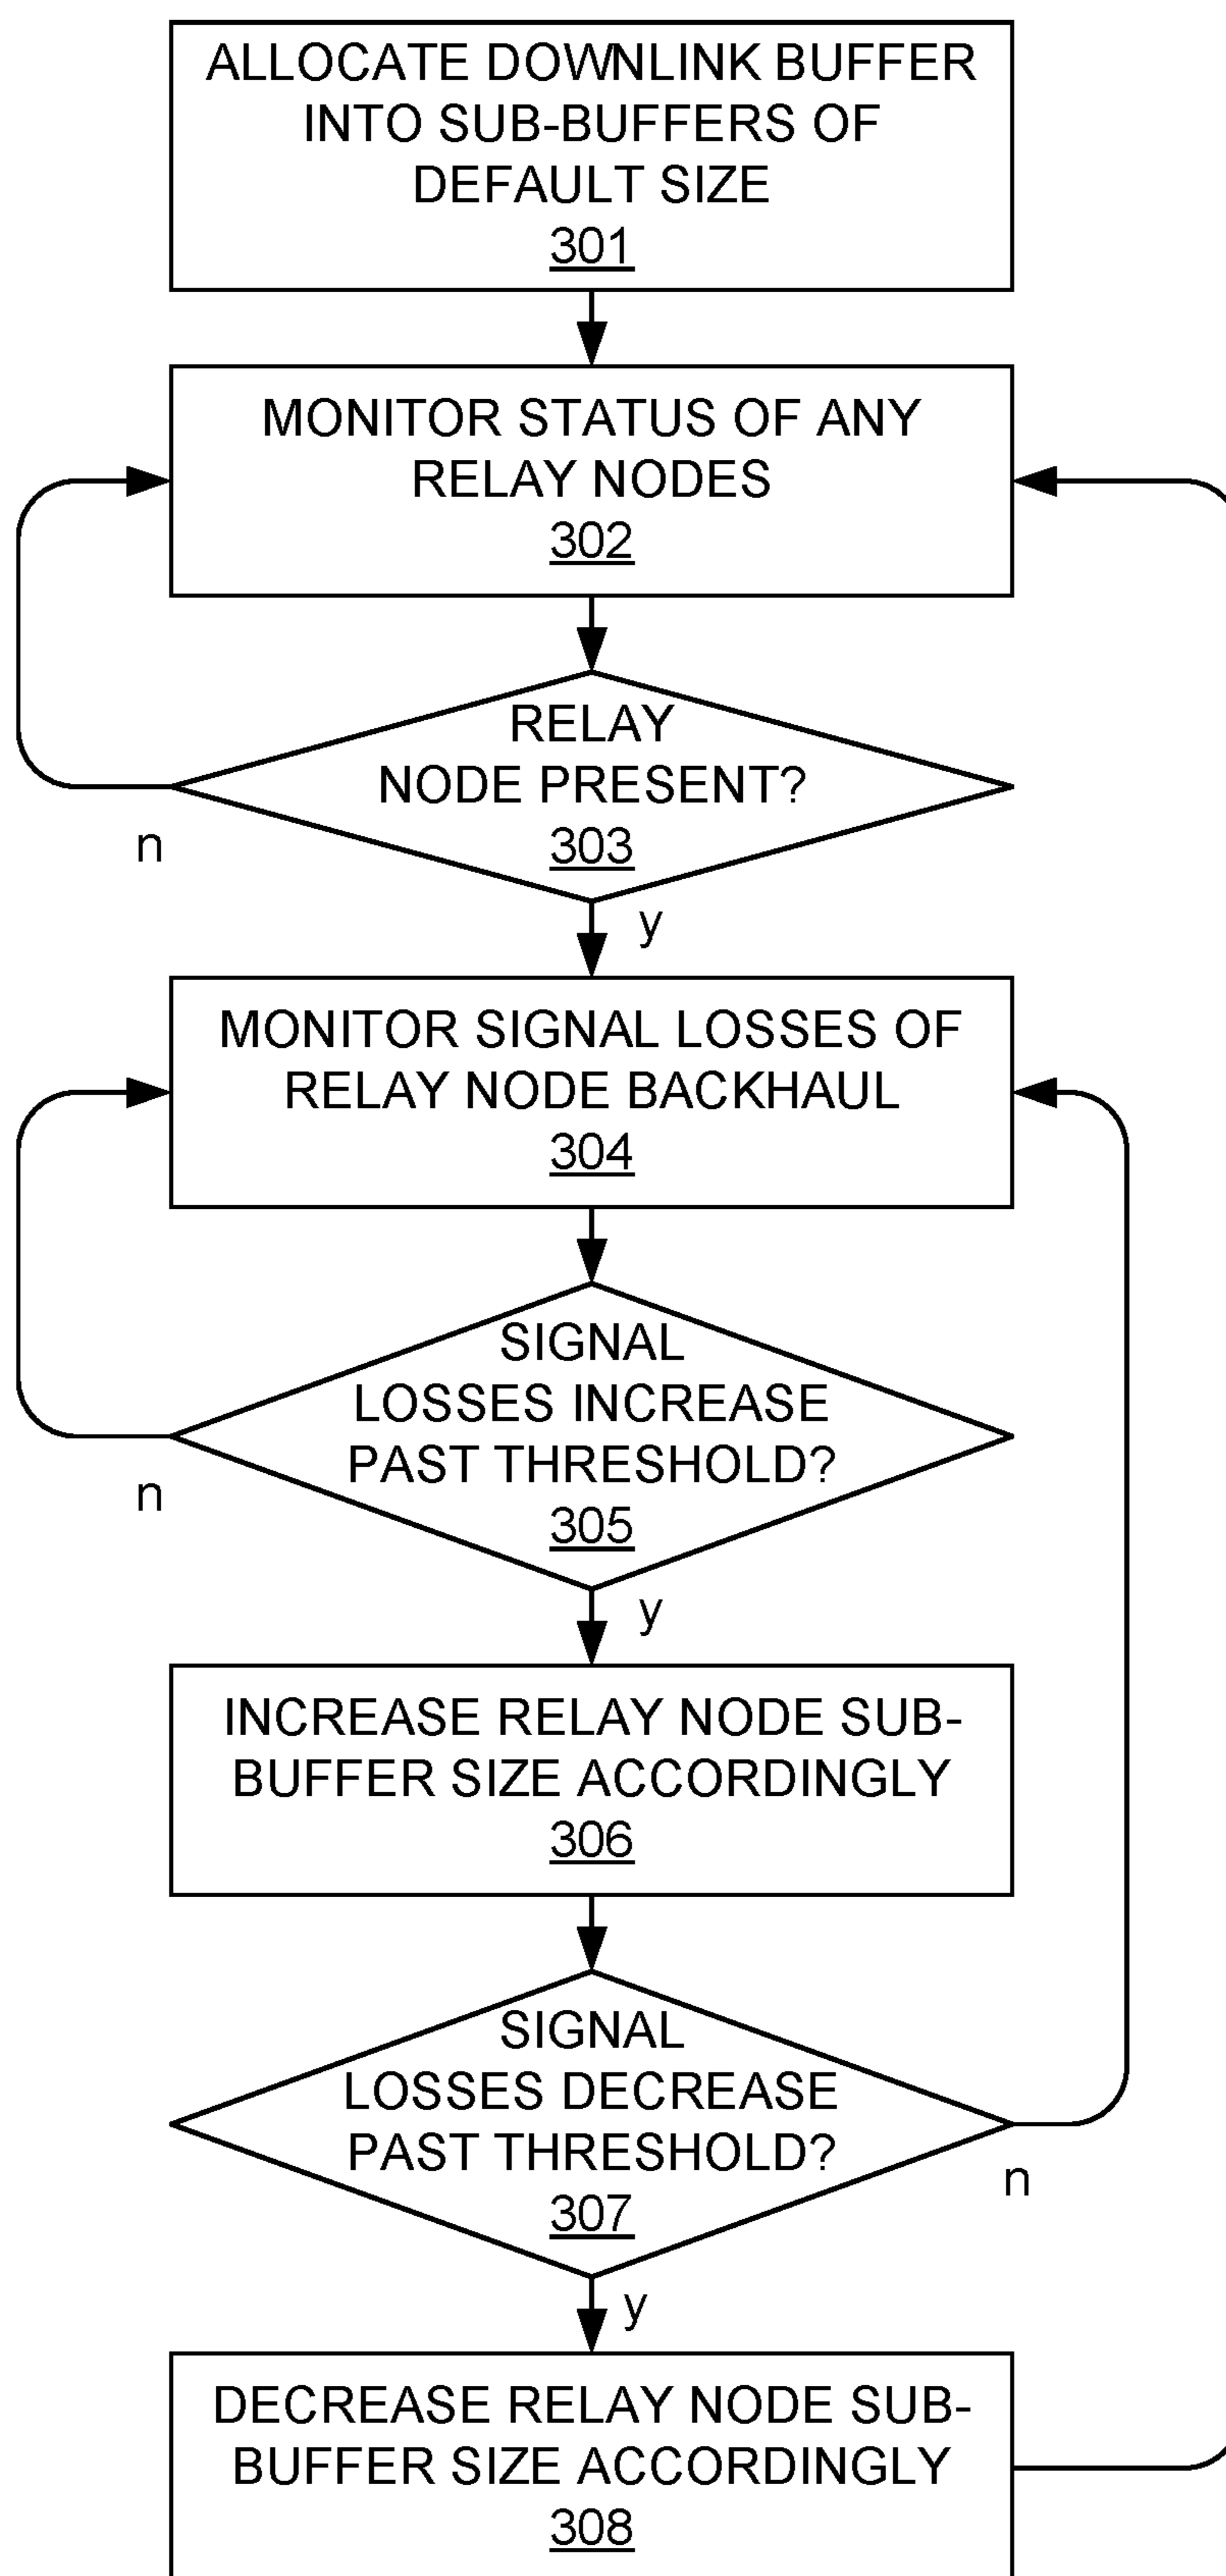 ALLOCATE DOWNLINK BUFFER
INTO SUB-BUFFERS OF
DEFAULT SIZE
301
MONITOR STATUS OF ANY
RELAY NODES
302
RELAY
NODE PRESENT?
303
n
y
MONITOR SIGNAL LOSSES OF
RELAY NODE BACKHAUL
304
SIGNAL
LOSSES INCREASE
PAST THRESHOLD?
305
n
y
INCREASE RELAY NODE SUB-
BUFFER SIZE ACCORDINGLY
306
SIGNAL
LOSSES DECREASE
PAST THRESHOLD?
307
n
y
DECREASE RELAY NODE SUB-
BUFFER SIZE ACCORDINGLY
308